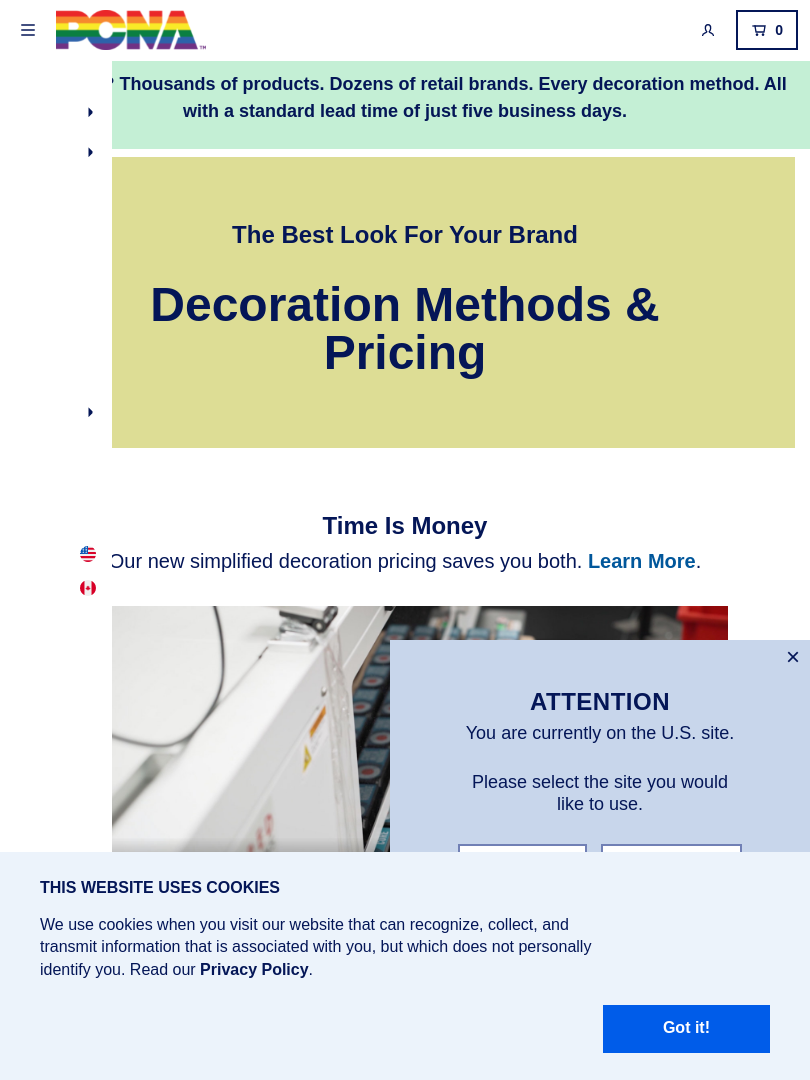 PCNA™
0
? Thousands of products. Dozens of retail brands. Every decoration method. All
with a standard lead time of just five business days.
The Best Look For Your Brand
Decoration Methods &
Pricing
Time Is Money
Our new simplified decoration pricing saves you both. Learn More.
×
ATTENTION
You are currently on the U.S. site.
Please select the site you would
like to use.
THIS WEBSITE USES COOKIES
We use cookies when you visit our website that can recognize, collect, and
transmit information that is associated with you, but which does not personally
identify you. Read our Privacy Policy.
Got it!